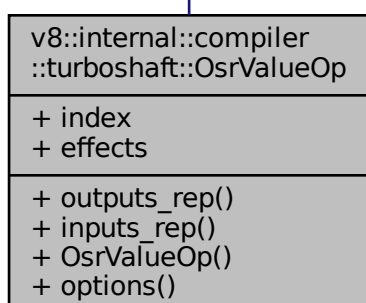 v8::internal::compiler
::turboshaft::OsrValueOp
+ index
+ effects
+ outputs_rep()
+ inputs_rep()
+ OsrValueOp()
+ options()